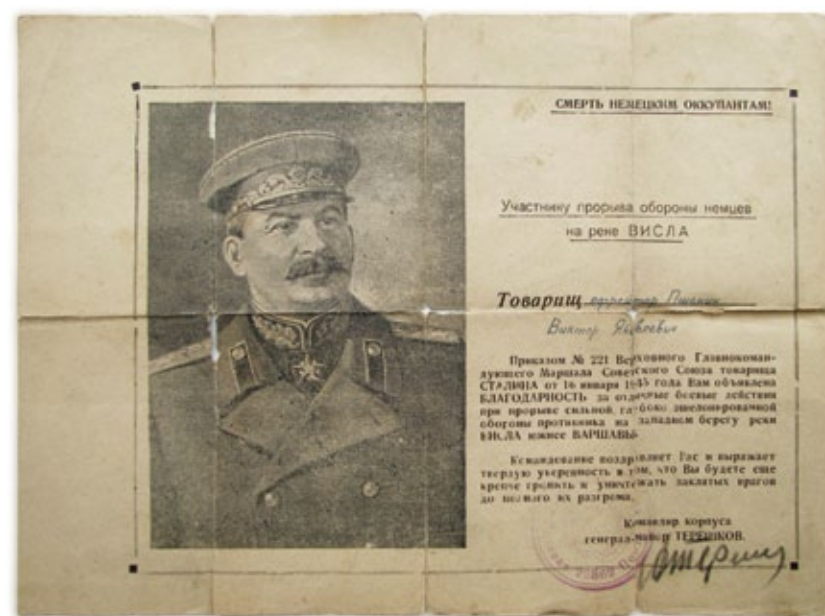 СМЕРТЬ НЕМЕЦКИМ ОККУПАНТАМ!
Участнику прорыва обороны немцев
на реке ВИСЛА
Товарищ ефрейтор
Виктор Яковлевич
Приказом № 221 Верховного Главнокоман-
дующего Маршала Советского Союза товарища
СТАЛИНА от 16 января 1945 года Вам объявлена
БЛАГОДАРНОСТЬ за отличные боевые действия
при прорыве сильной, глубоко эшелонированной
обороны противника на западном берегу реки
ВИСЛА южнее ВАРШАВЫ.
Командование поздравляет Вас и выражает
твердую уверенность в том, что Вы будете еще
крепче громить и уничтожать заклятых врагов
до полного их разгрома.
Командир корпуса
генерал-майор ТЕРЕШКОВ.